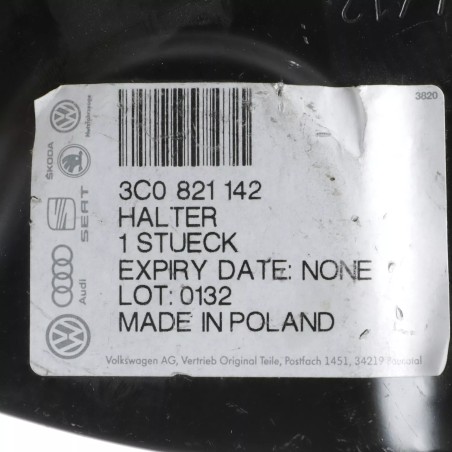 3820
3C0 821 142
HALTER
1 STUECK
EXPIRY DATE: NONE
LOT: 0132
MADE IN POLAND
Volkswagen AG, Vertrieb Original Teile, Postfach 1451, 34219
Nutzfahrzeuge
ŠKODA
SEAT
Audi